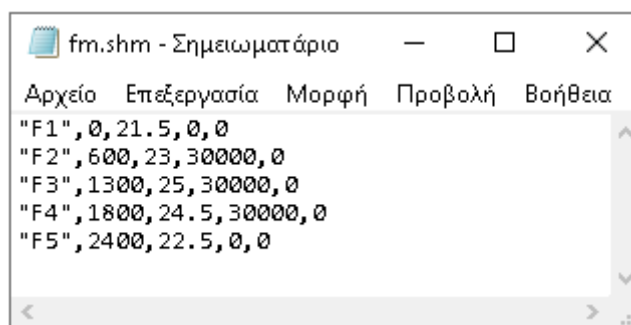 fm.shm - Σημειωματάριο
Αρχείο Επεξεργασία Μορφή Προβολή Βοήθεια
"F1",0,21.5,0,0
"F2",600,23,30000,0
"F3",1300,25,30000,0
"F4",1800,24.5,30000,0
"F5",2400,22.5,0,0